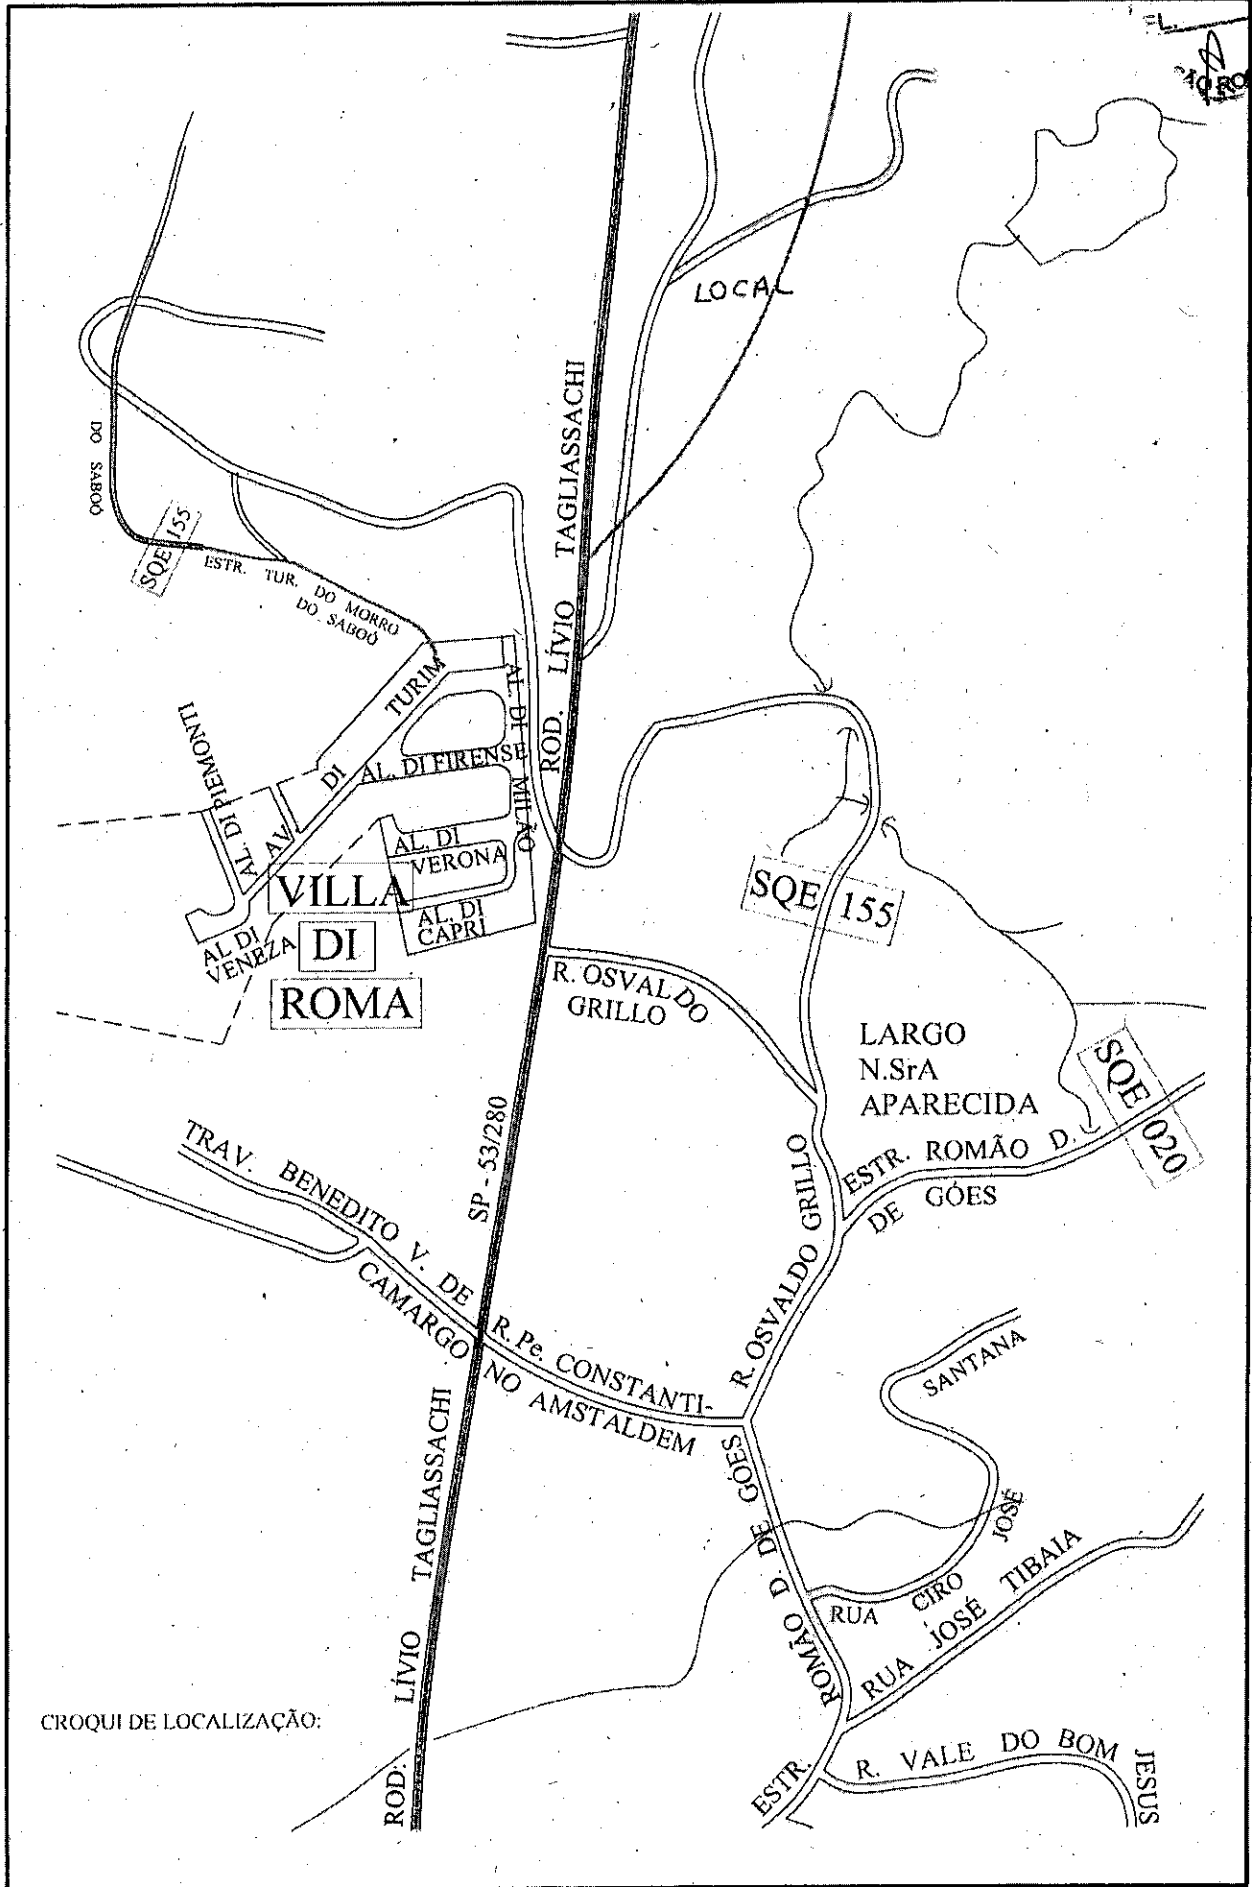 FL.
LOCAL
ROD. LÍVIO TAGLIASSACHI
DO SABOÓ
SQE 155
ESTR. TUR. DO MORRO
DO SABOÓ
AL. DI PIEMONTI
AV. DI TURIM
AL. DI MILÃO
AL. DI FIRENSE
AL. DI
VERONA
AL. DI
CAPRI
AL DI
VENEZA
VILLA
DI
ROMA
SQE 155
R. OSVALDO
GRILLO
LARGO
N.SrA
APARECIDA
SQE 020
ESTR. ROMÃO D.
DE GÓES
R. OSVALDO GRILLO
SP - 53/280
TRAV. BENEDITO V. DE
CAMARGO
R. Pe. CONSTANTI-
NO AMSTALDEM
SANTANA
JOSÉ
RUA CIRO
RUA JOSÉ TIBAIA
ESTR. ROMÃO D. DE GÓES
R. VALE DO BOM JESUS
ROD: LÍVIO TAGLIASSACHI
CROQUI DE LOCALIZAÇÃO: